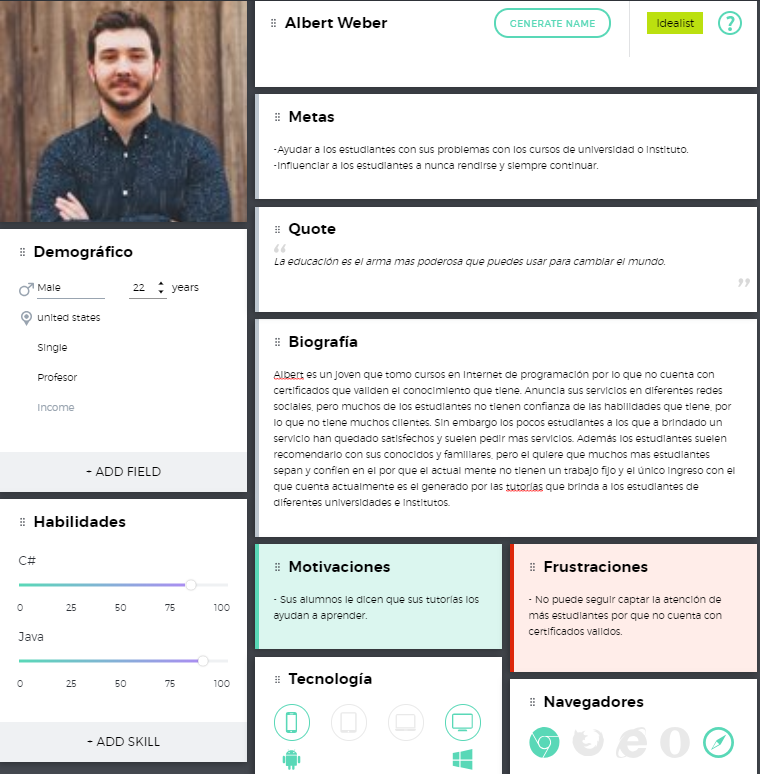 Albert Weber
GENERATE NAME
Idealist
?
Demográfico
Male
22 years
united states
Single
Profesor
Income
+ ADD FIELD
Habilidades
C#
0 25 50 75 100
Java
0 25 50 75 100
+ ADD SKILL
Metas
-Ayudar a los estudiantes con sus problemas con los cursos de universidad o instituto.
-Influenciar a los estudiantes a nunca rendirse y siempre continuar.
Quote
“
La educación es el arma mas poderosa que puedes usar para cambiar el mundo.
”
Biografía
Albert es un joven que tomo cursos en internet de programación por lo que no cuenta con
certificados que validen el conocimiento que tiene. Anuncia sus servicios en diferentes redes
sociales, pero muchos de los estudiantes no tienen confianza de las habilidades que tiene, por
lo que no tiene muchos clientes. Sin embargo los pocos estudiantes a los que a brindado un
servicio han quedado satisfechos y suelen pedir mas servicios. Además los estudiantes suelen
recomendarlo con sus conocidos y familiares, pero el quiere que muchos mas estudiantes
sepan y confíen en el por que el actual mente no tienen un trabajo fijo y el único ingreso con el
que cuenta actualmente es el generado por las tutorías que brinda a los estudiantes de
diferentes universidades e institutos.
Motivaciones
- Sus alumnos le dicen que sus tutorías los
ayudan a aprender.
Frustraciones
- No puede seguir captar la atención de
más estudiantes por que no cuenta con
certificados validos.
Tecnología
Navegadores